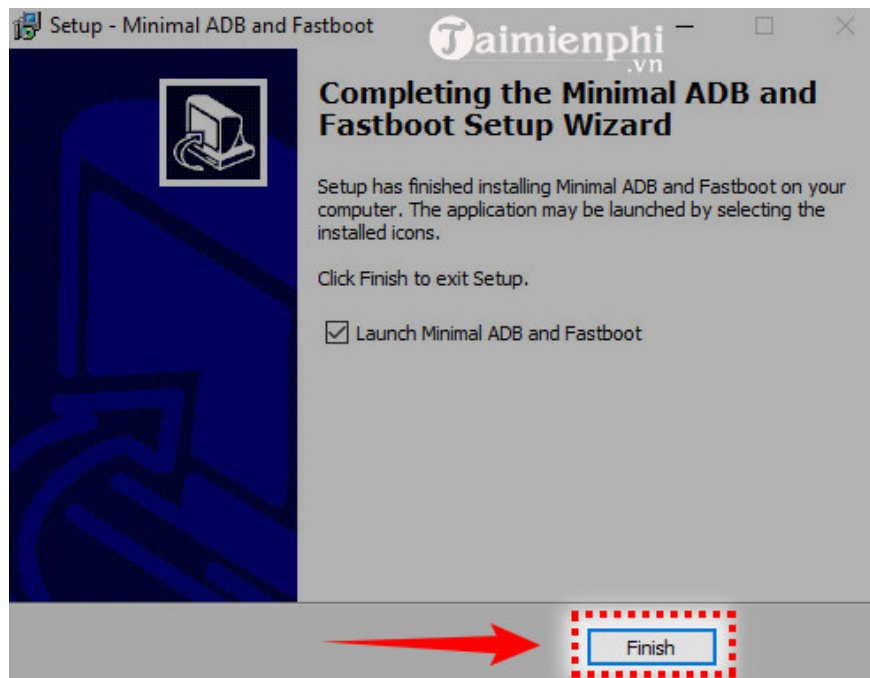 Setup - Minimal ADB and Fastboot
Taimienphi
.vn
Completing the Minimal ADB and
Fastboot Setup Wizard
Setup has finished installing Minimal ADB and Fastboot on your
computer. The application may be launched by selecting the
installed icons.
Click Finish to exit Setup.
Launch Minimal ADB and Fastboot
Finish